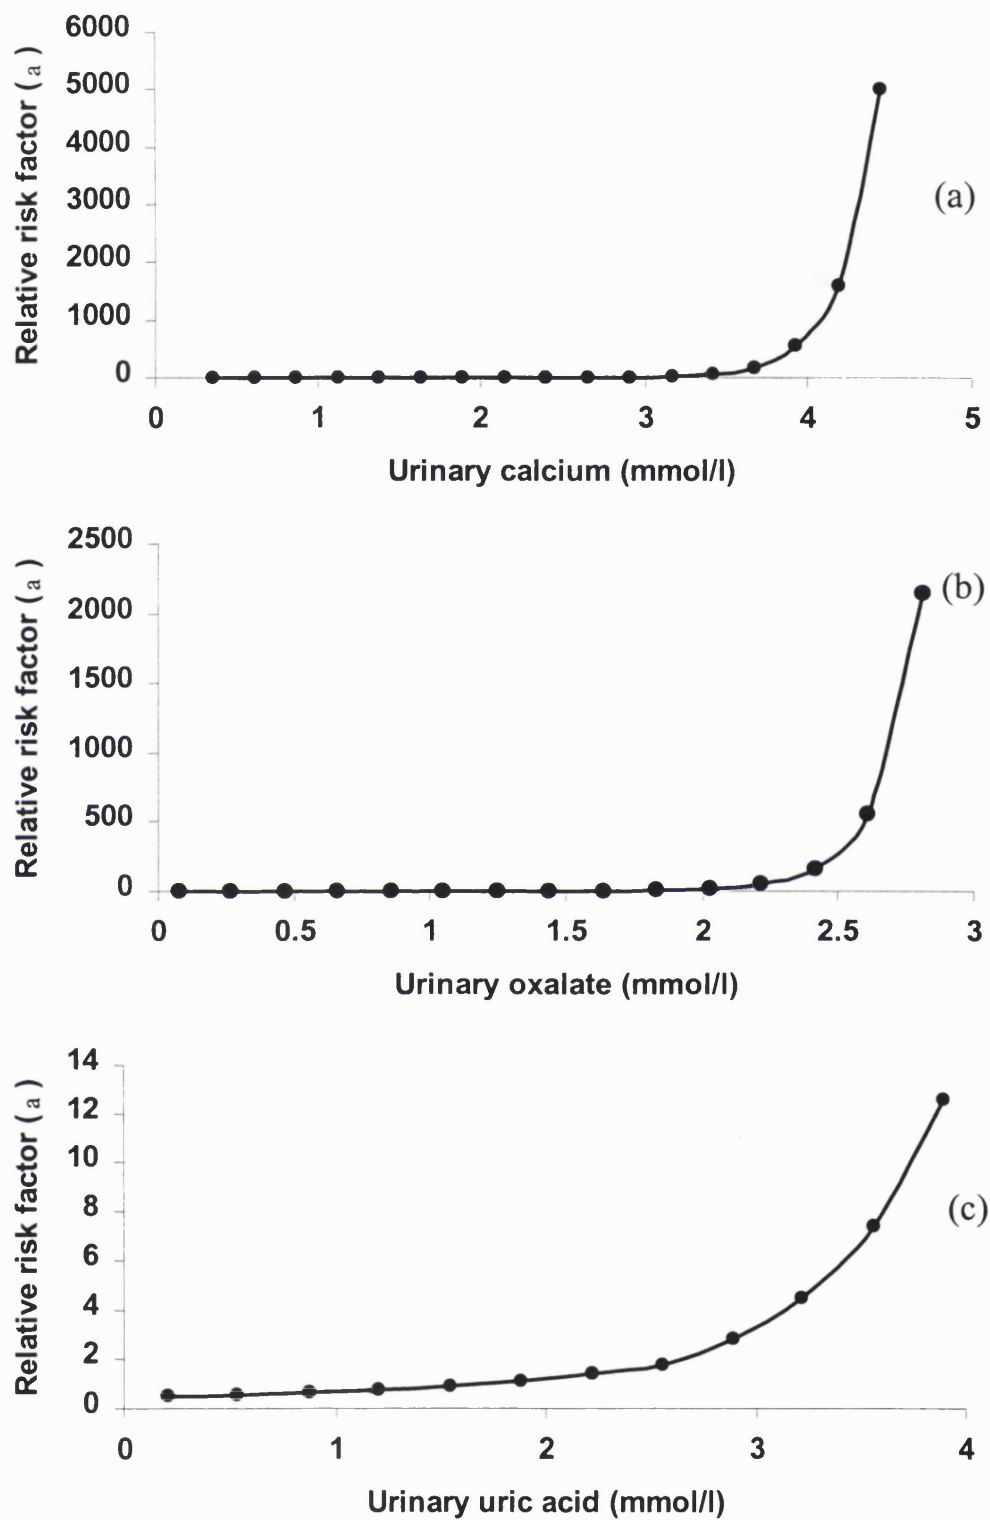 6000
5000
4000
3000
2000
1000
0
Relative risk factor (a)
(a)
0 1 2 3 4 5
Urinary calcium (mmol/l)
2500
2000
1500
1000
500
0
Relative risk factor (a)
(b)
0 0.5 1 1.5 2 2.5 3
Urinary oxalate (mmol/l)
14
12
10
8
6
4
2
0
Relative risk factor (a)
(c)
0 1 2 3 4
Urinary uric acid (mmol/l)